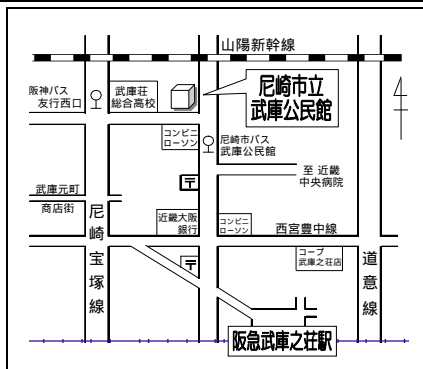 山陽新幹線
阪神バス
友行西口
武庫荘
総合高校
尼崎市立
武庫公民館
コンビニ
ローソン
尼崎市バス
武庫公民館
〒
至 近畿
中央病院
武庫元町
商店街
近畿大阪
銀行
コンビニ
ローソン
西宮豊中線
尼崎宝塚線
〒
コープ
武庫之荘店
道意線
阪急武庫之荘駅